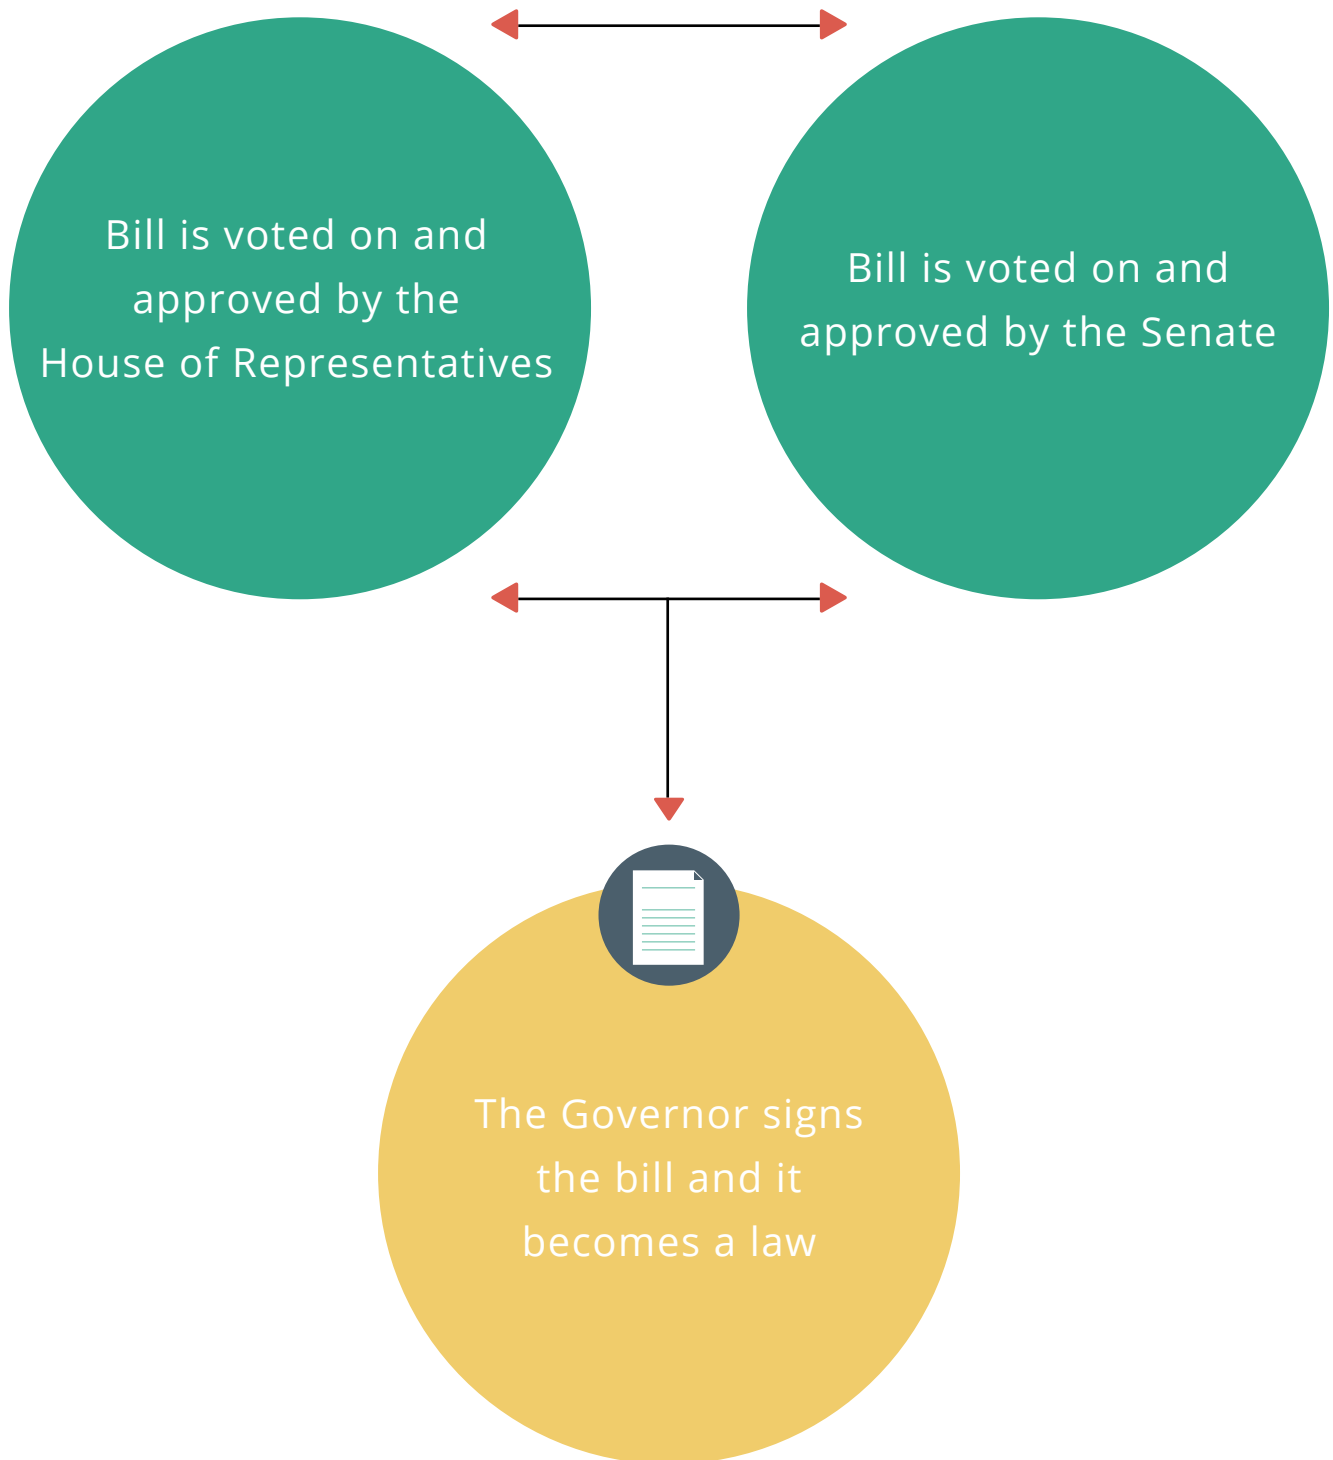 Bill is voted on and
approved by the
House of Representatives
Bill is voted on and
approved by the Senate
The Governor signs
the bill and it
becomes a law